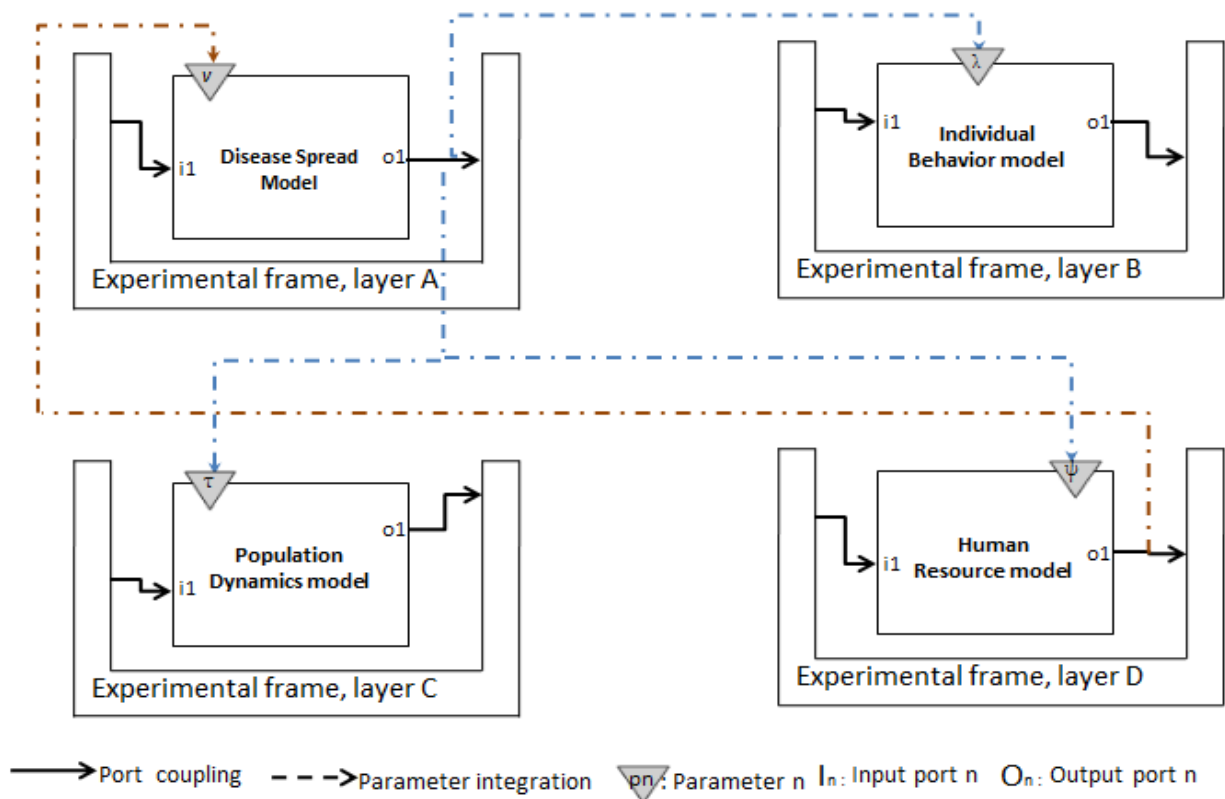 ν
Disease Spread
Model
i1
o1
Experimental frame, layer A
λ
Individual
Behavior model
i1
o1
Experimental frame, layer B
τ
Population
Dynamics model
i1
o1
Experimental frame, layer C
ψ
Human
Resource model
i1
o1
Experimental frame, layer D
Port coupling
Parameter integration
pn : Parameter n
In : Input port n
On : Output port n